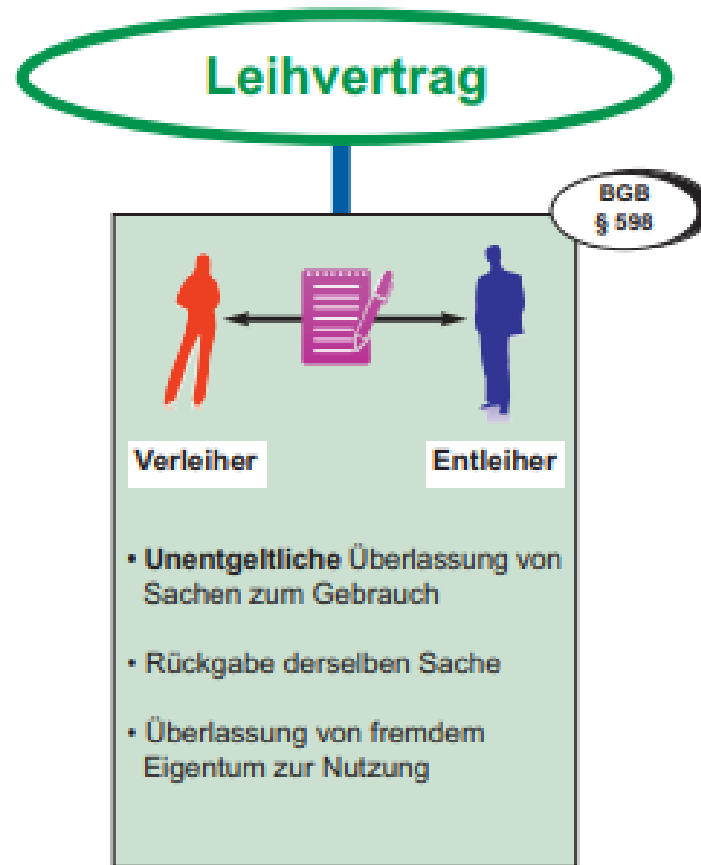 Leihvertrag
BGB
§ 598
Verleiher
Entleiher
• Unentgeltliche Überlassung von
Sachen zum Gebrauch
• Rückgabe derselben Sache
• Überlassung von fremdem
Eigentum zur Nutzung